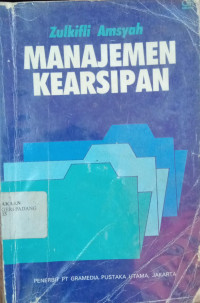 Zulkifli Amsyah
MANAJEMEN
KEARSIPAN
PENERBIT PT GRAMEDIA PUSTAKA UTAMA, JAKARTA